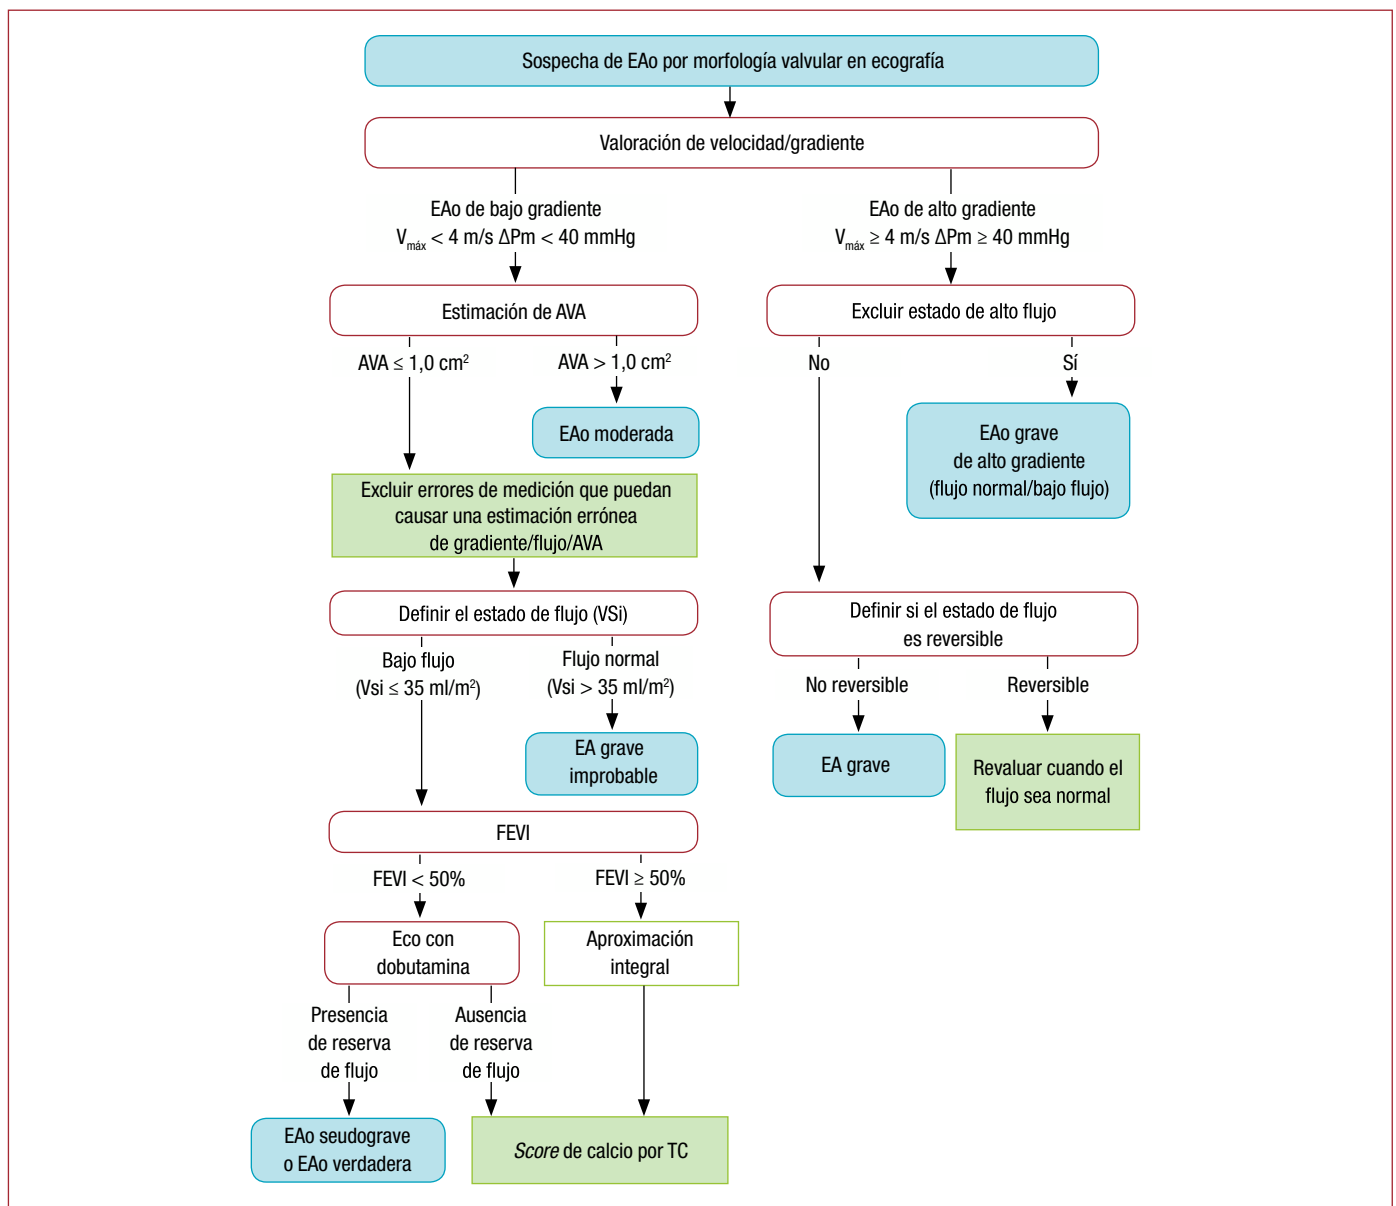 Sospecha de EAo por morfología valvular en ecografía
Valoración de velocidad/gradiente
EAo de bajo gradiente
Vmáx < 4 m/s ΔPm < 40 mmHg
EAo de alto gradiente
Vmáx ≥ 4 m/s ΔPm ≥ 40 mmHg
Estimación de AVA
Excluir estado de alto flujo
AVA ≤ 1,0 cm²
AVA > 1,0 cm²
No
Sí
EAo moderada
EAo grave
de alto gradiente
(flujo normal/bajo flujo)
Excluir errores de medición que puedan
causar una estimación errónea
de gradiente/flujo/AVA
Definir el estado de flujo (VSi)
Definir si el estado de flujo
es reversible
Bajo flujo
(Vsi ≤ 35 ml/m²)
Flujo normal
(Vsi > 35 ml/m²)
No reversible
Reversible
EA grave
improbable
EA grave
Revaluar cuando el
flujo sea normal
FEVI
FEVI < 50%
FEVI ≥ 50%
Eco con
dobutamina
Aproximación
integral
Presencia
de reserva
de flujo
Ausencia
de reserva
de flujo
EAo seudograve
o EAo verdadera
Score de calcio por TC